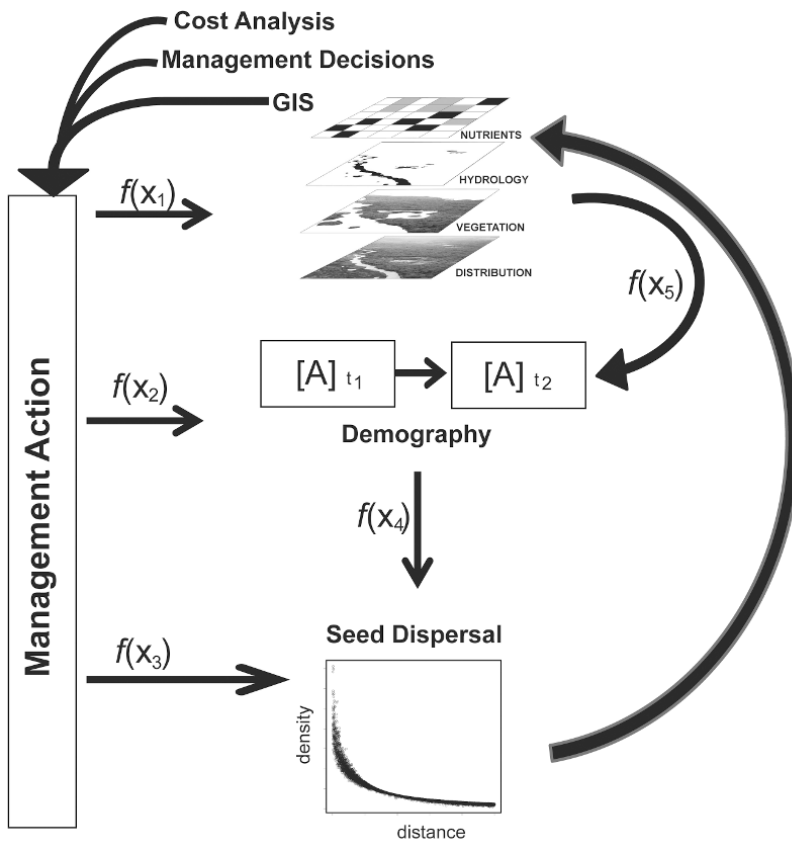 Cost Analysis
Management Decisions
GIS
NUTRIENTS
HYDROLOGY
VEGETATION
DISTRIBUTION
f(x₁)
f(x₅)
Management Action
f(x₂)
[A] t₁
[A] t₂
Demography
f(x₄)
Seed Dispersal
f(x₃)
density
distance